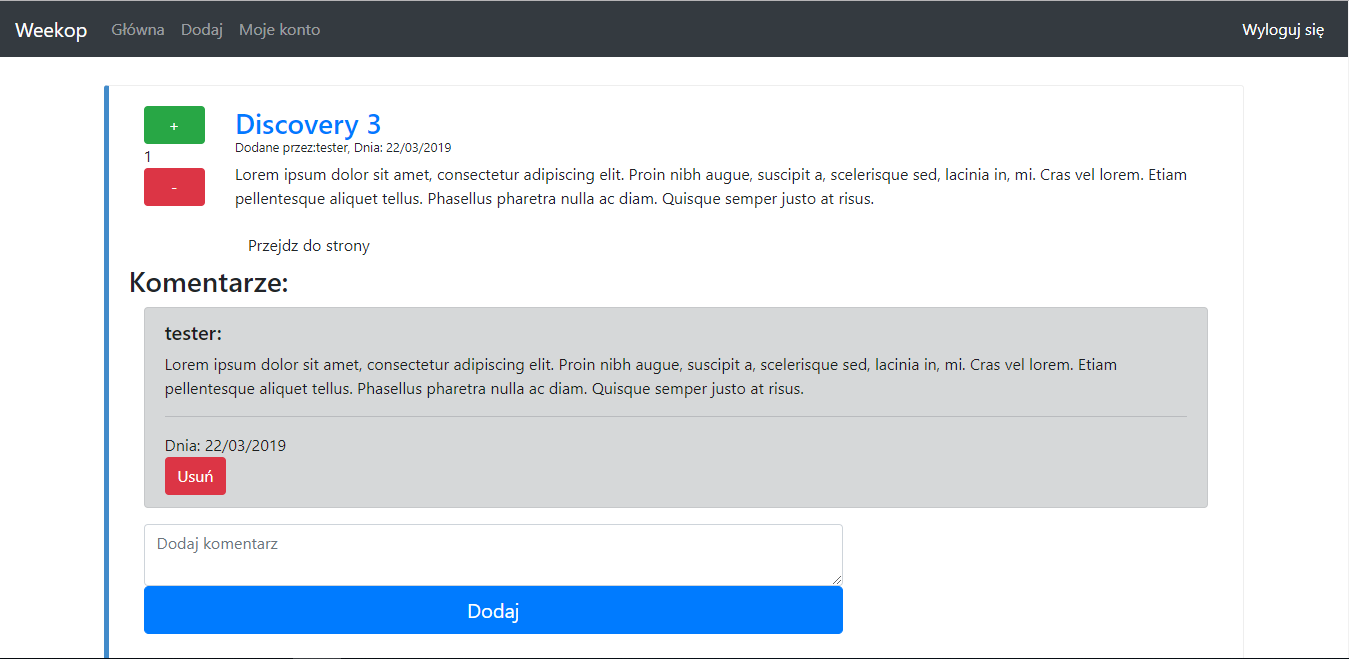 Weekop Główna Dodaj Moje konto Wyloguj się
+
1
-
Discovery 3
Dodane przez:tester, Dnia: 22/03/2019
Lorem ipsum dolor sit amet, consectetur adipiscing elit. Proin nibh augue, suscipit a, scelerisque sed, lacinia in, mi. Cras vel lorem. Etiam
pellentesque aliquet tellus. Phasellus pharetra nulla ac diam. Quisque semper justo at risus.
Przejdz do strony
Komentarze:
tester:
Lorem ipsum dolor sit amet, consectetur adipiscing elit. Proin nibh augue, suscipit a, scelerisque sed, lacinia in, mi. Cras vel lorem. Etiam
pellentesque aliquet tellus. Phasellus pharetra nulla ac diam. Quisque semper justo at risus.
Dnia: 22/03/2019
Usuń
Dodaj komentarz
Dodaj